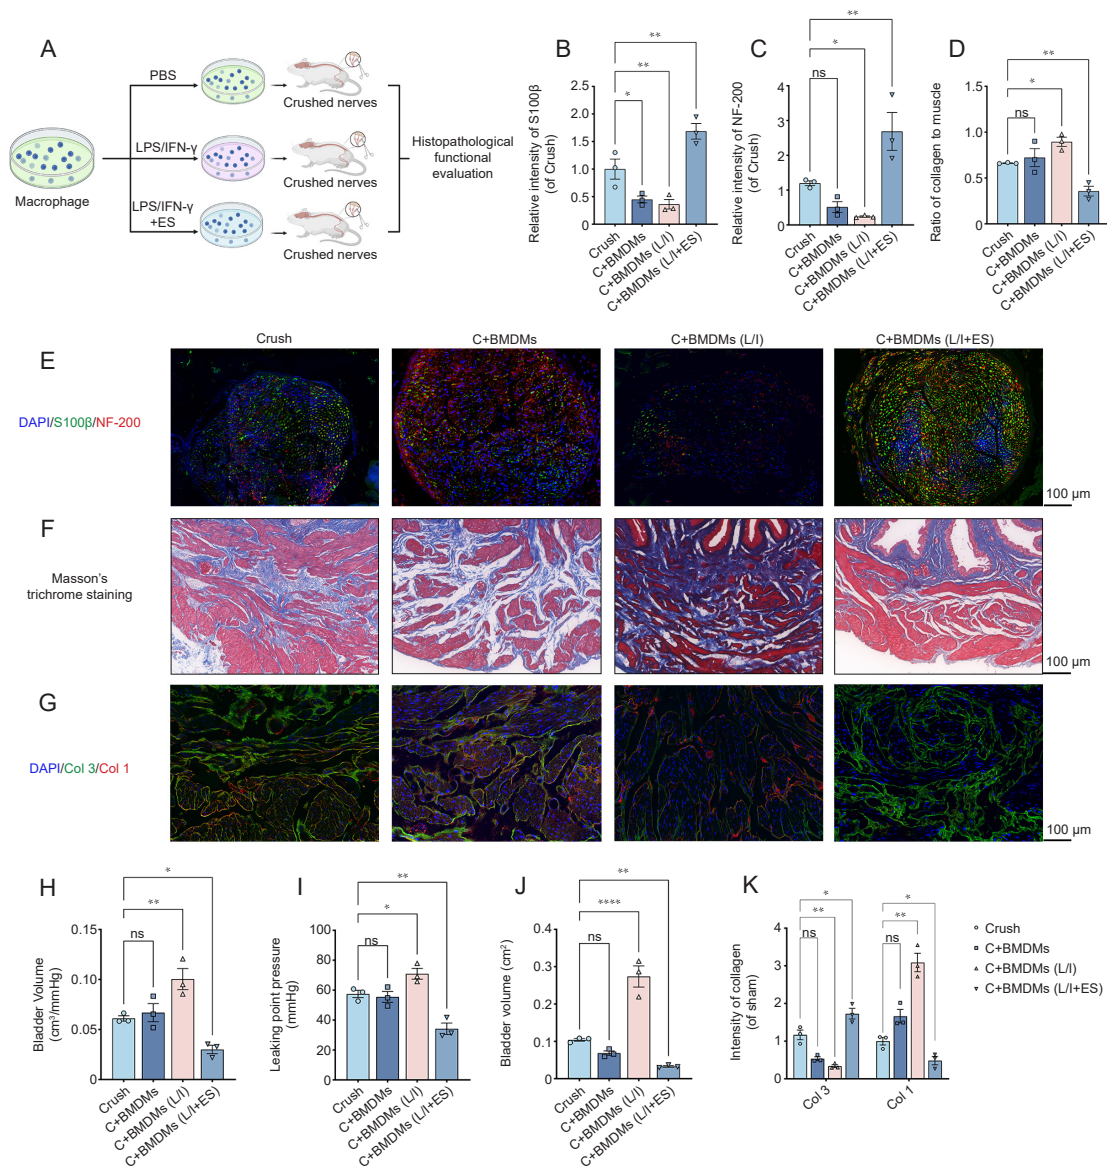 A
PBS
Crushed nerves
LPS/IFN-γ
Crushed nerves
LPS/IFN-γ
+ES
Crushed nerves
Macrophage
Histopathological
functional
evaluation
B
Relative intensity of S100β
(of Crush)
2.5
2.0
1.5
1.0
0.5
0.0
*
**
**
Crush
C+BMDMs
C+BMDMs (L/I)
C+BMDMs (L/I+ES)
C
Relative intensity of NF-200
(of Crush)
4
3
2
1
0
ns
*
**
Crush
C+BMDMs
C+BMDMs (L/I)
C+BMDMs (L/I+ES)
D
Ratio of collagen to muscle
1.5
1.0
0.5
0.0
ns
*
**
Crush
C+BMDMs
C+BMDMs (L/I)
C+BMDMs (L/I+ES)
E
Crush
C+BMDMs
C+BMDMs (L/I)
C+BMDMs (L/I+ES)
DAPI/S100β/NF-200
100 μm
F
Masson's
trichrome staining
100 μm
G
DAPI/Col 3/Col 1
100 μm
H
Bladder Volume
(cm³/mmHg)
0.15
0.10
0.05
0.00
ns
**
*
Crush
C+BMDMs
C+BMDMs (L/I)
C+BMDMs (L/I+ES)
I
Leaking point pressure
(mmHg)
100
80
60
40
20
0
ns
*
**
Crush
C+BMDMs
C+BMDMs (L/I)
C+BMDMs (L/I+ES)
J
Bladder volume (cm²)
0.4
0.3
0.2
0.1
0.0
ns
****
**
Crush
C+BMDMs
C+BMDMs (L/I)
C+BMDMs (L/I+ES)
K
Intensity of collagen
(of sham)
4
3
2
1
0
ns
**
*
ns
**
*
Col 3
Col 1
Crush
C+BMDMs
C+BMDMs (L/I)
C+BMDMs (L/I+ES)